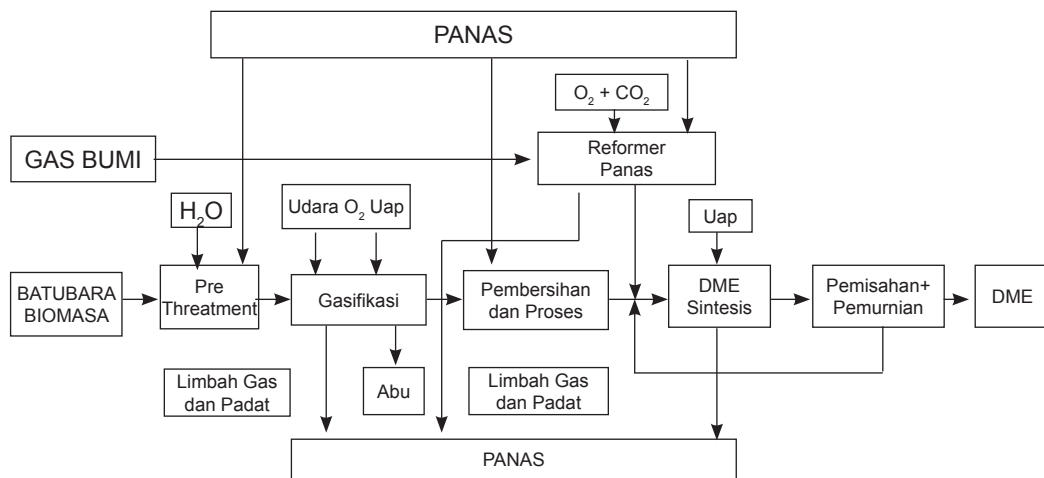 PANAS
O₂ + CO₂
GAS BUMI
Reformer
Panas
H₂O
Udara O₂ Uap
Uap
BATUBARA
BIOMASA
Pre
Threatment
Gasifikasi
Pembersihan
dan Proses
DME
Sintesis
Pemisahan+
Pemurnian
DME
Limbah Gas
dan Padat
Abu
Limbah Gas
dan Padat
PANAS